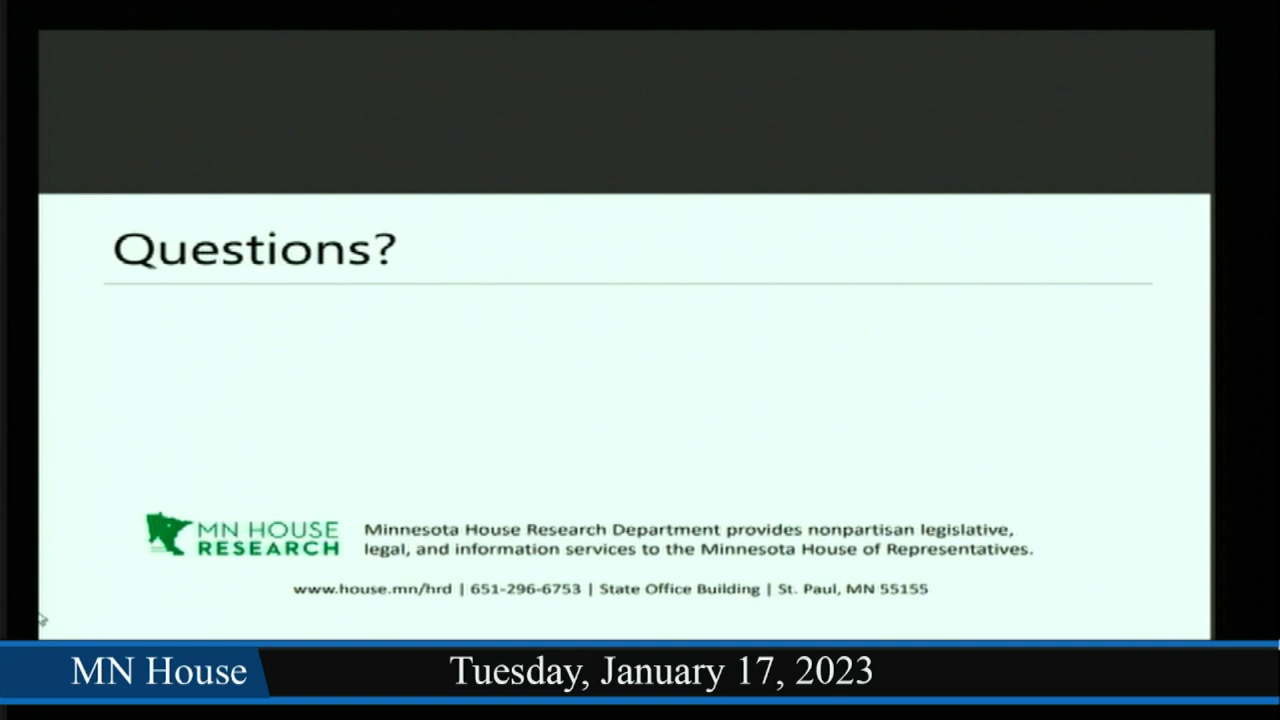 Questions?
MN HOUSE
RESEARCH
Minnesota House Research Department provides nonpartisan legislative,
legal, and information services to the Minnesota House of Representatives.
www.house.mn/hrd | 651-296-6753 | State Office Building | St. Paul, MN 55155
MN House
Tuesday, January 17, 2023